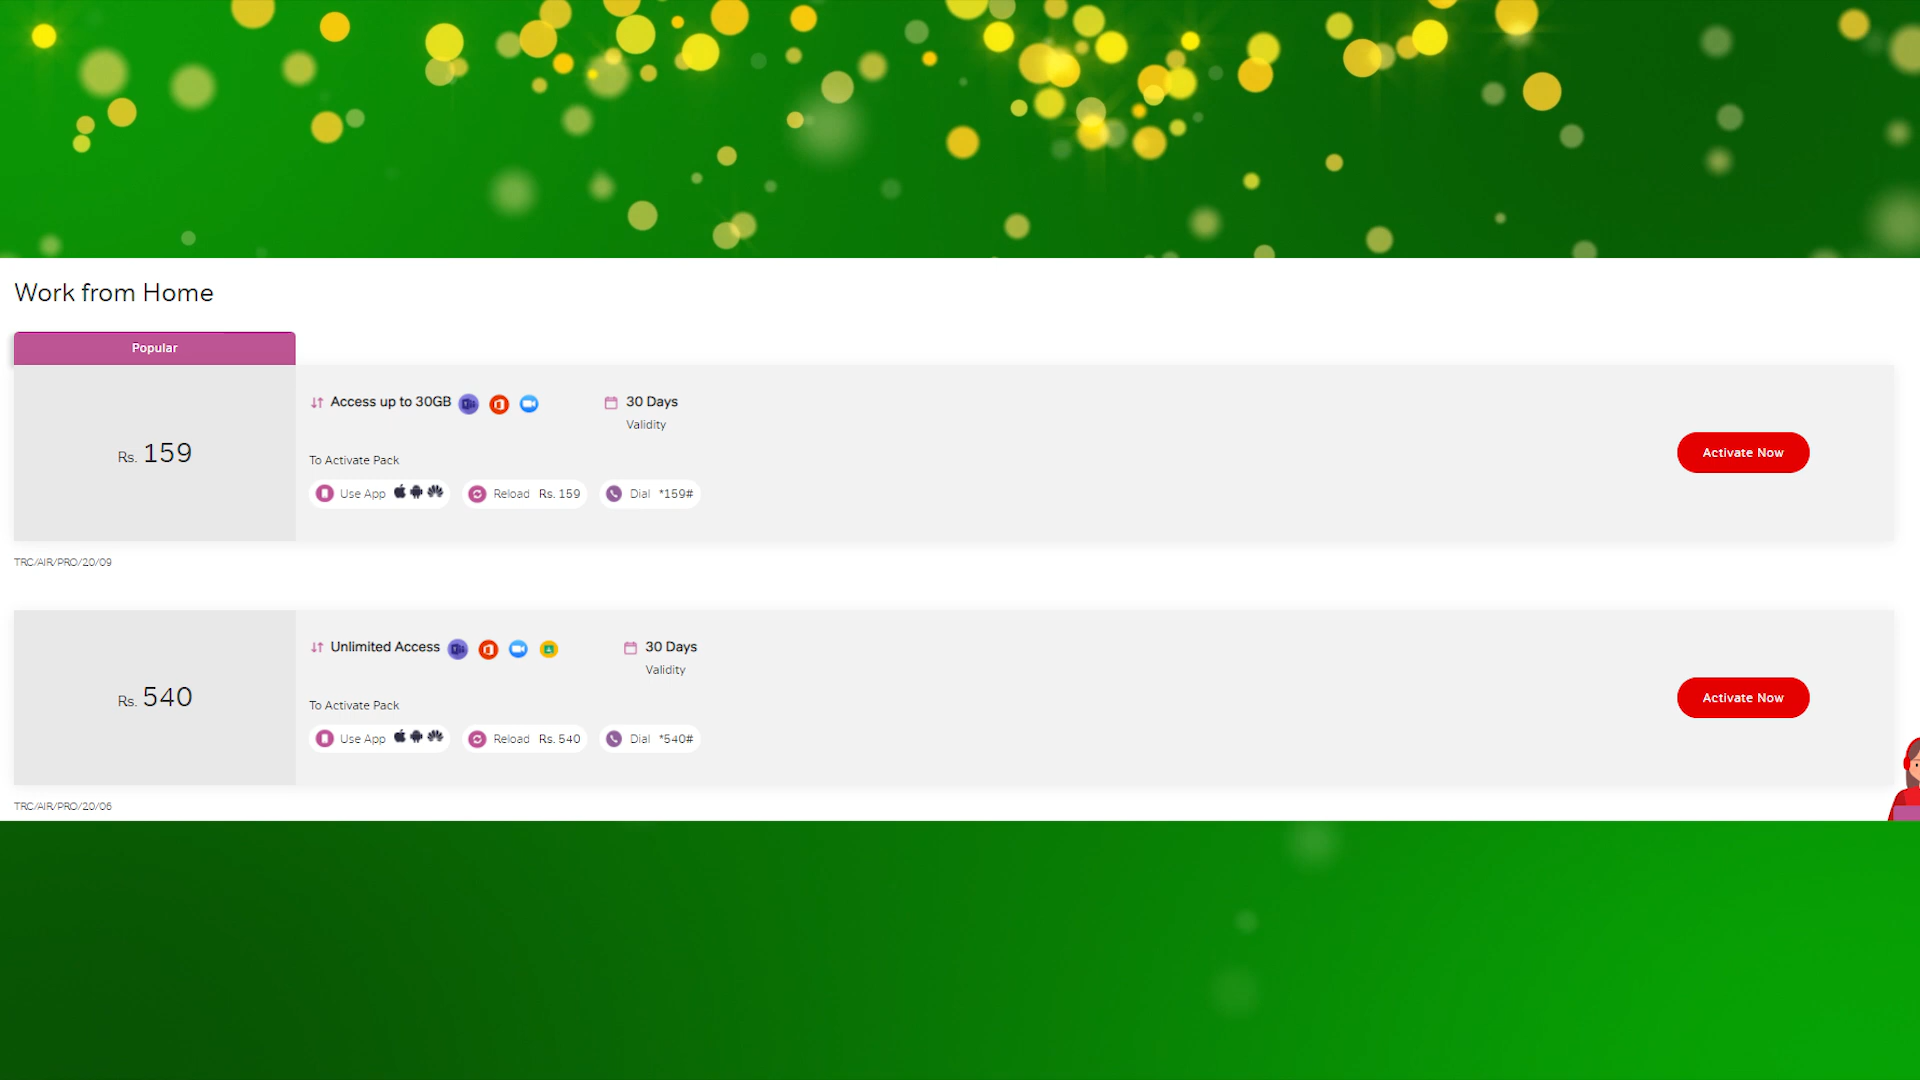 Work from Home
Popular
Rs. 159
Access up to 30GB
30 Days
Validity
To Activate Pack
Use App
Reload Rs. 159
Dial *159#
Activate Now
TRC/AIR/PRO/20/09
Rs. 540
Unlimited Access
30 Days
Validity
To Activate Pack
Use App
Reload Rs. 540
Dial *540#
Activate Now
TRC/AIR/PRO/20/06